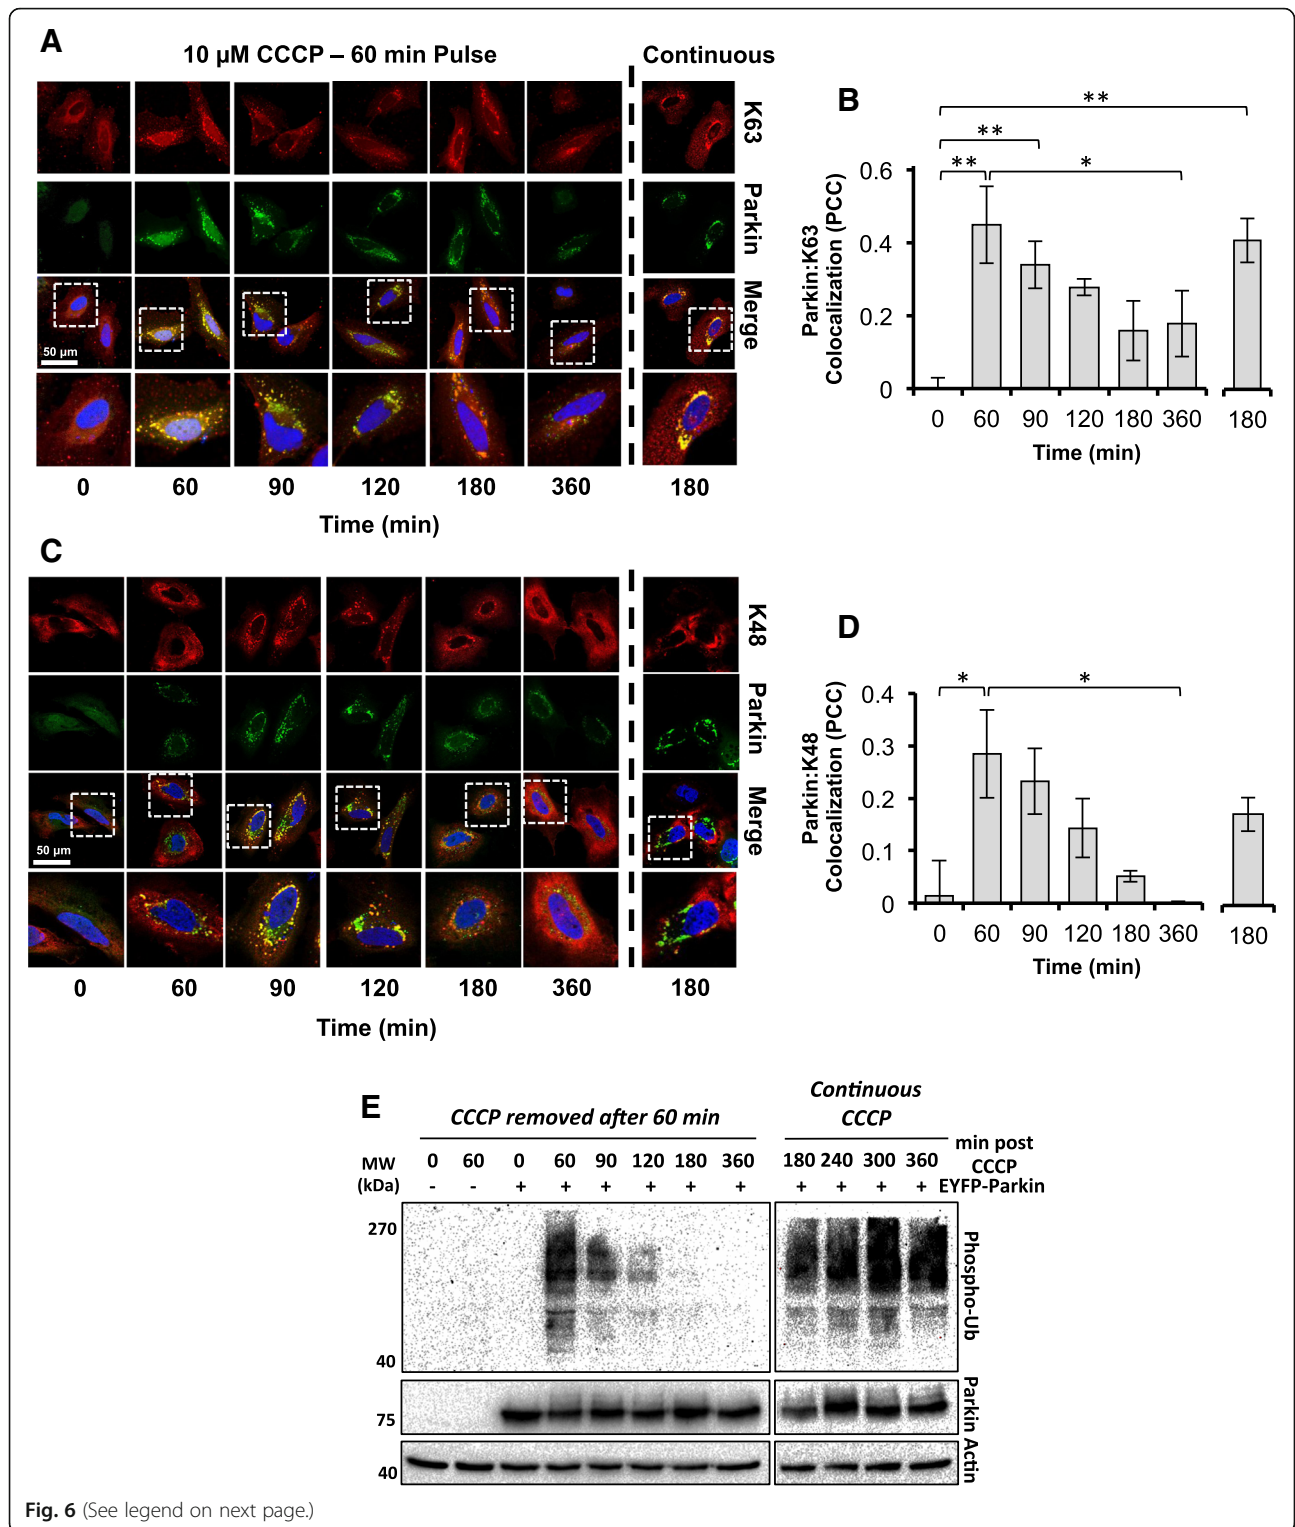 A
10 µM CCCP – 60 min Pulse
Continuous
K63
Parkin
Merge
50 µm
0 60 90 120 180 360 180
Time (min)
B
** 
**
** *
Parkin:K63
Colocalization (PCC)
0.6
0.4
0.2
0
0 60 90 120 180 360 180
Time (min)
C
K48
Parkin
Merge
50 µm
0 60 90 120 180 360 180
Time (min)
D
* *
Parkin:K48
Colocalization (PCC)
0.4
0.3
0.2
0.1
0
0 60 90 120 180 360 180
Time (min)
E
CCCP removed after 60 min
Continuous
CCCP
MW
(kDa)
0 60 0 60 90 120 180 360 180 240 300 360
min post
CCCP
- - + + + + + + + + + + EYFP-Parkin
270
40
Phospho-Ub
75
Parkin
40
Actin
Fig. 6 (See legend on next page.)